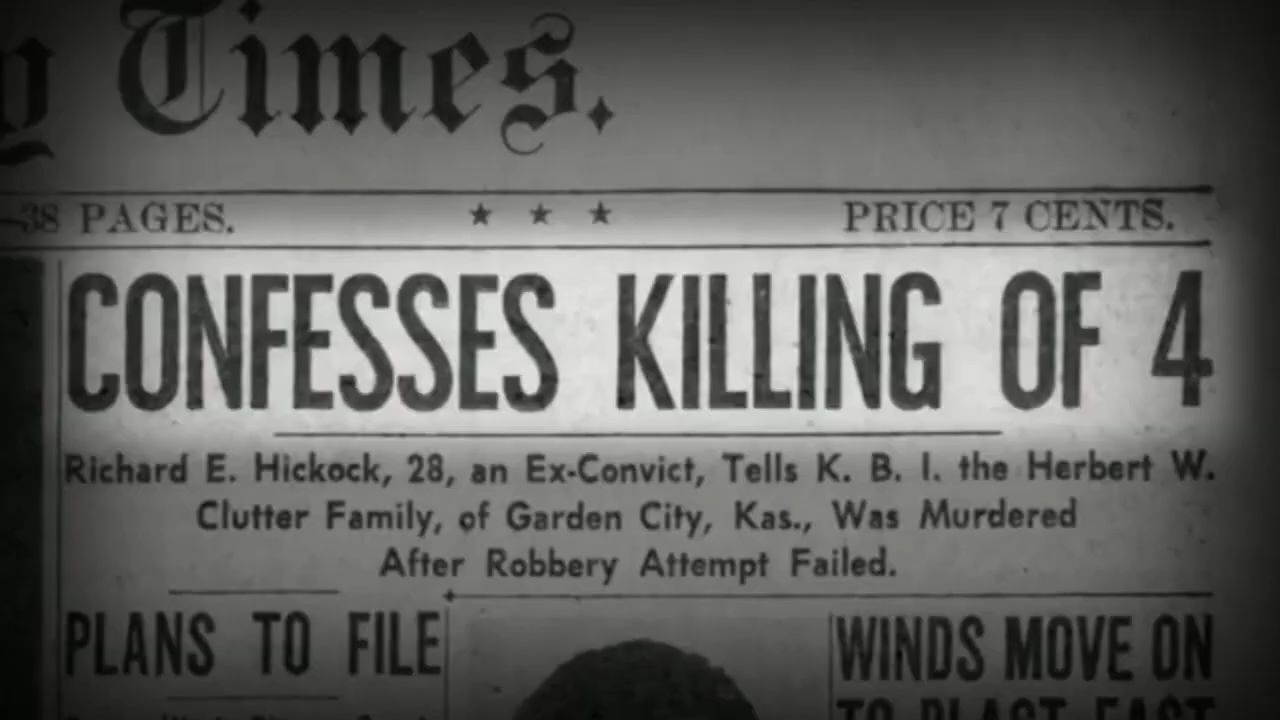 Times.
38 PAGES.
★ ★ ★
PRICE 7 CENTS.
CONFESSES KILLING OF 4
Richard E. Hickock, 28, an Ex-Convict, Tells K. B. I. the Herbert W.
Clutter Family, of Garden City, Kas., Was Murdered
After Robbery Attempt Failed.
PLANS TO FILE
WINDS MOVE ON